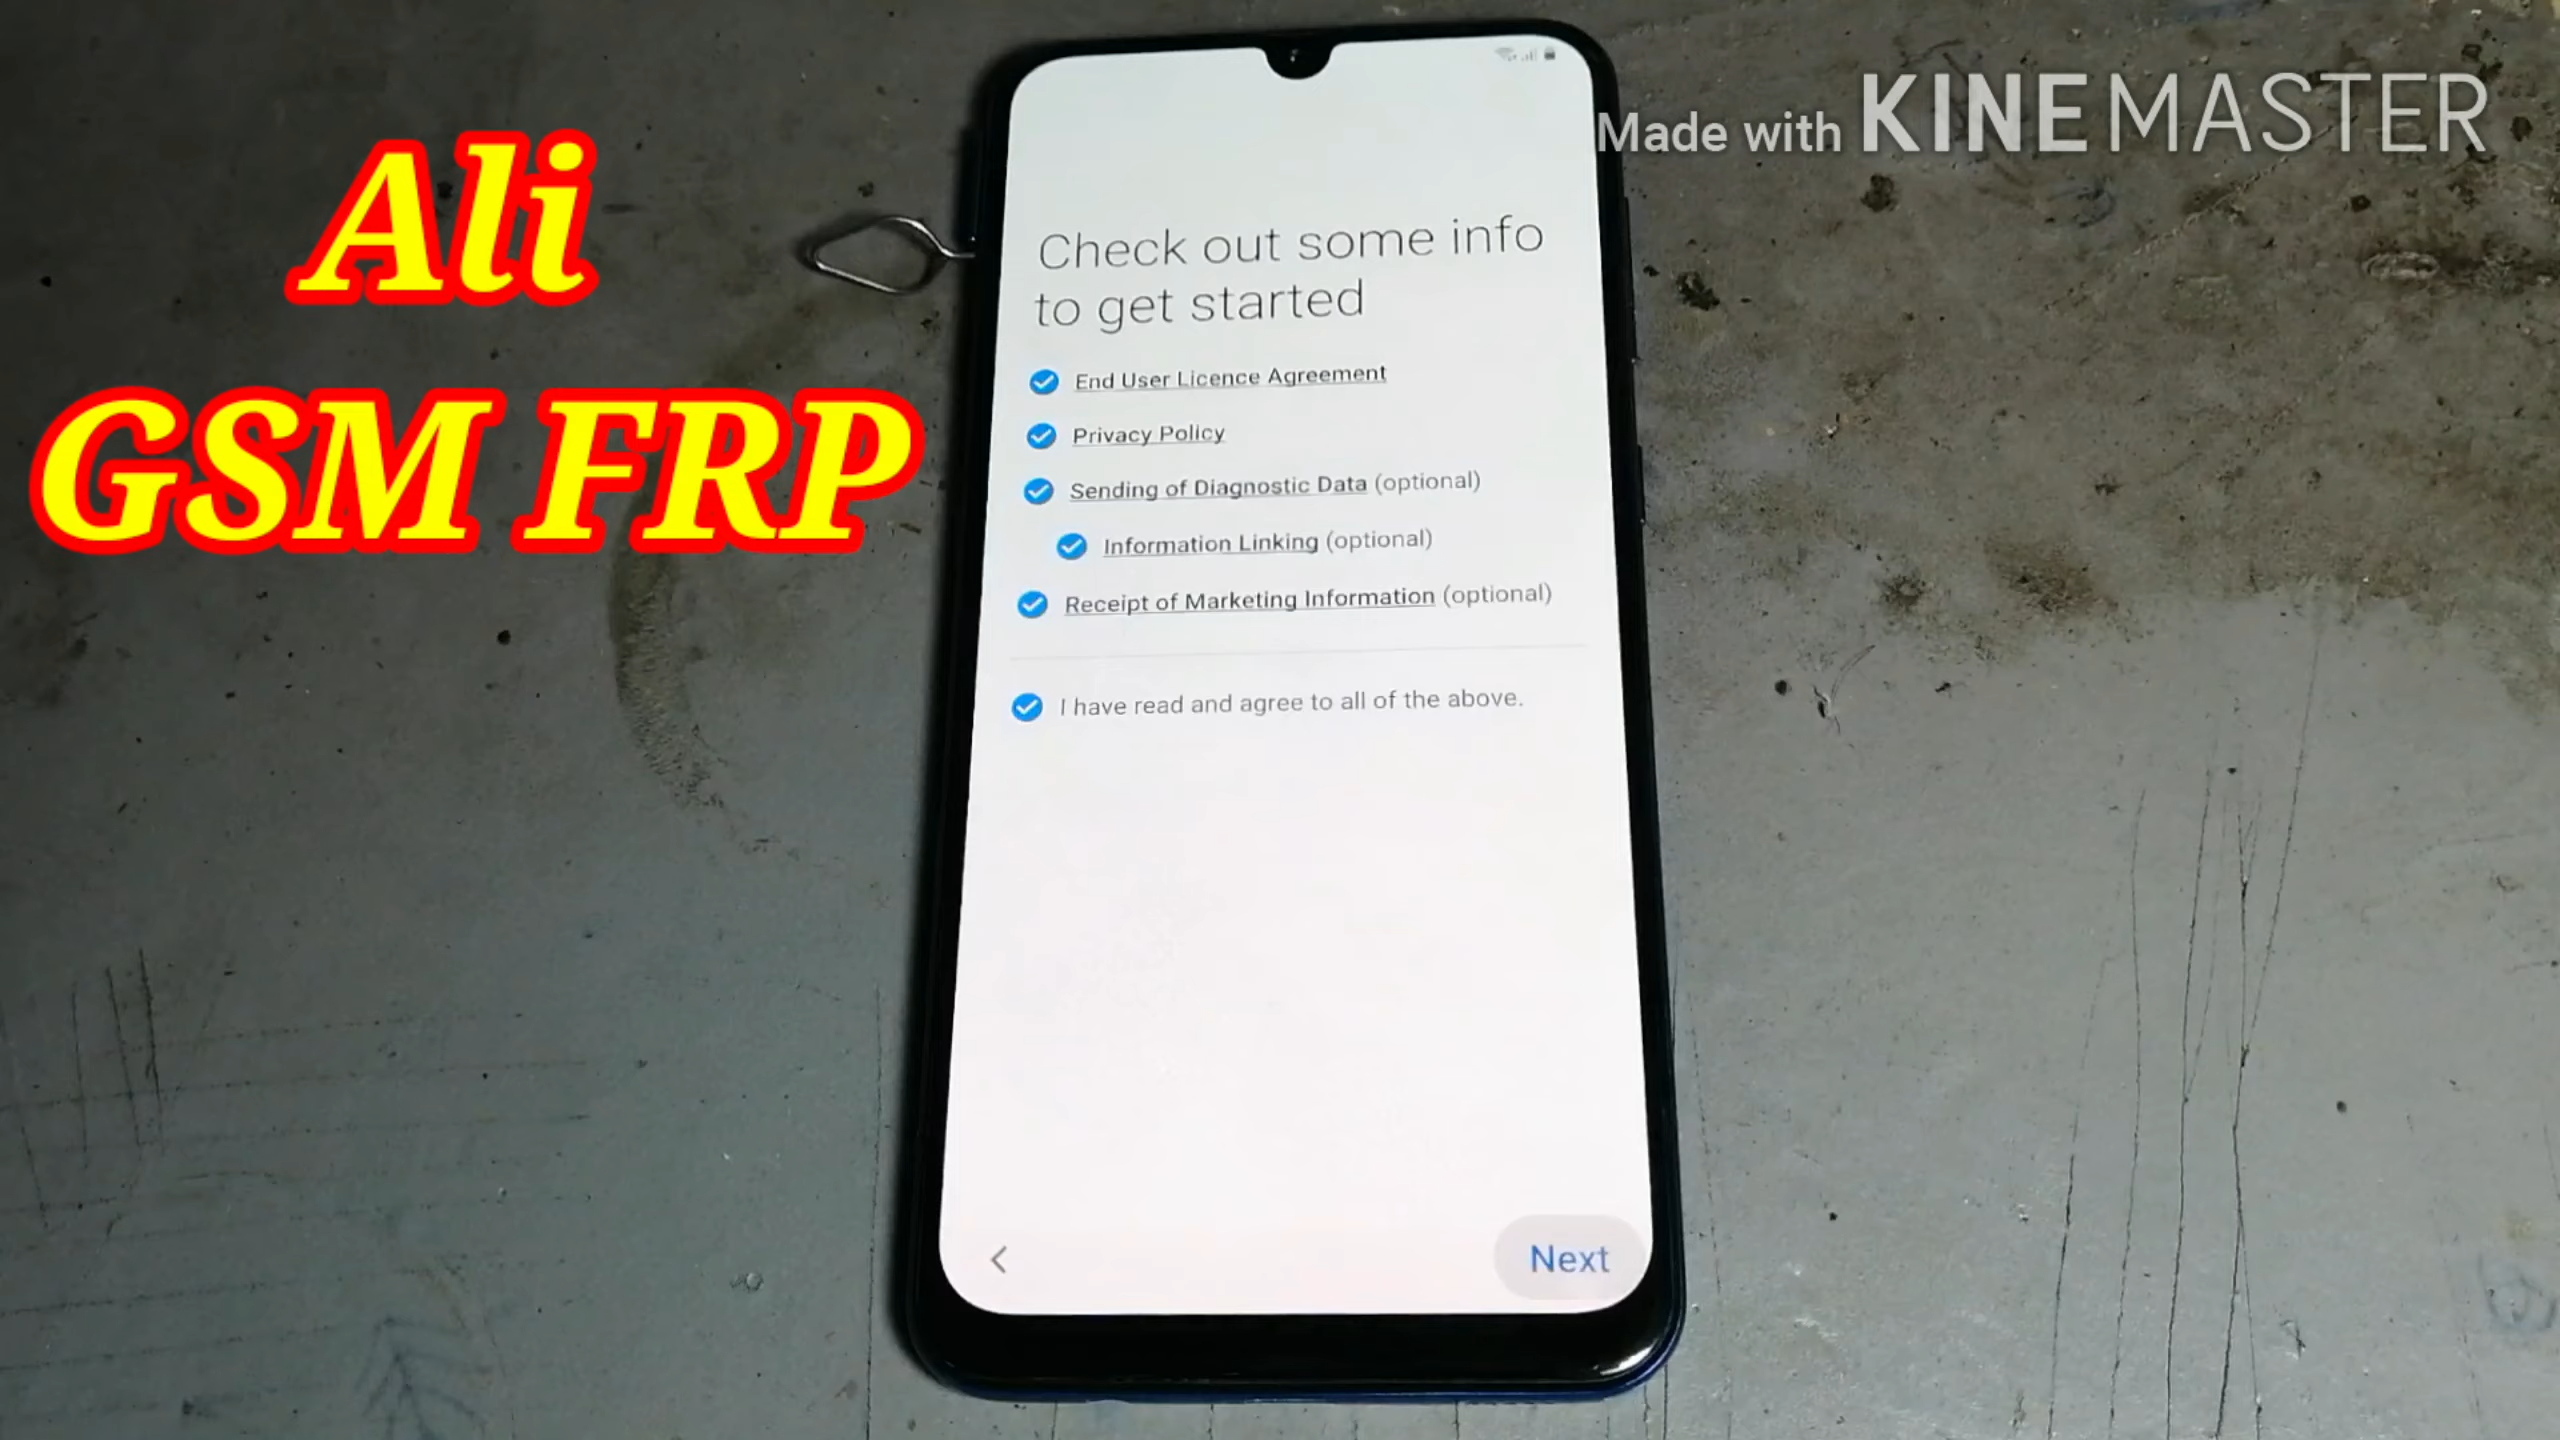 Ali
GSM FRP
Made with KINEMASTER
Check out some info
to get started
End User Licence Agreement
Privacy Policy
Sending of Diagnostic Data (optional)
Information Linking (optional)
Receipt of Marketing Information (optional)
I have read and agree to all of the above.
Next